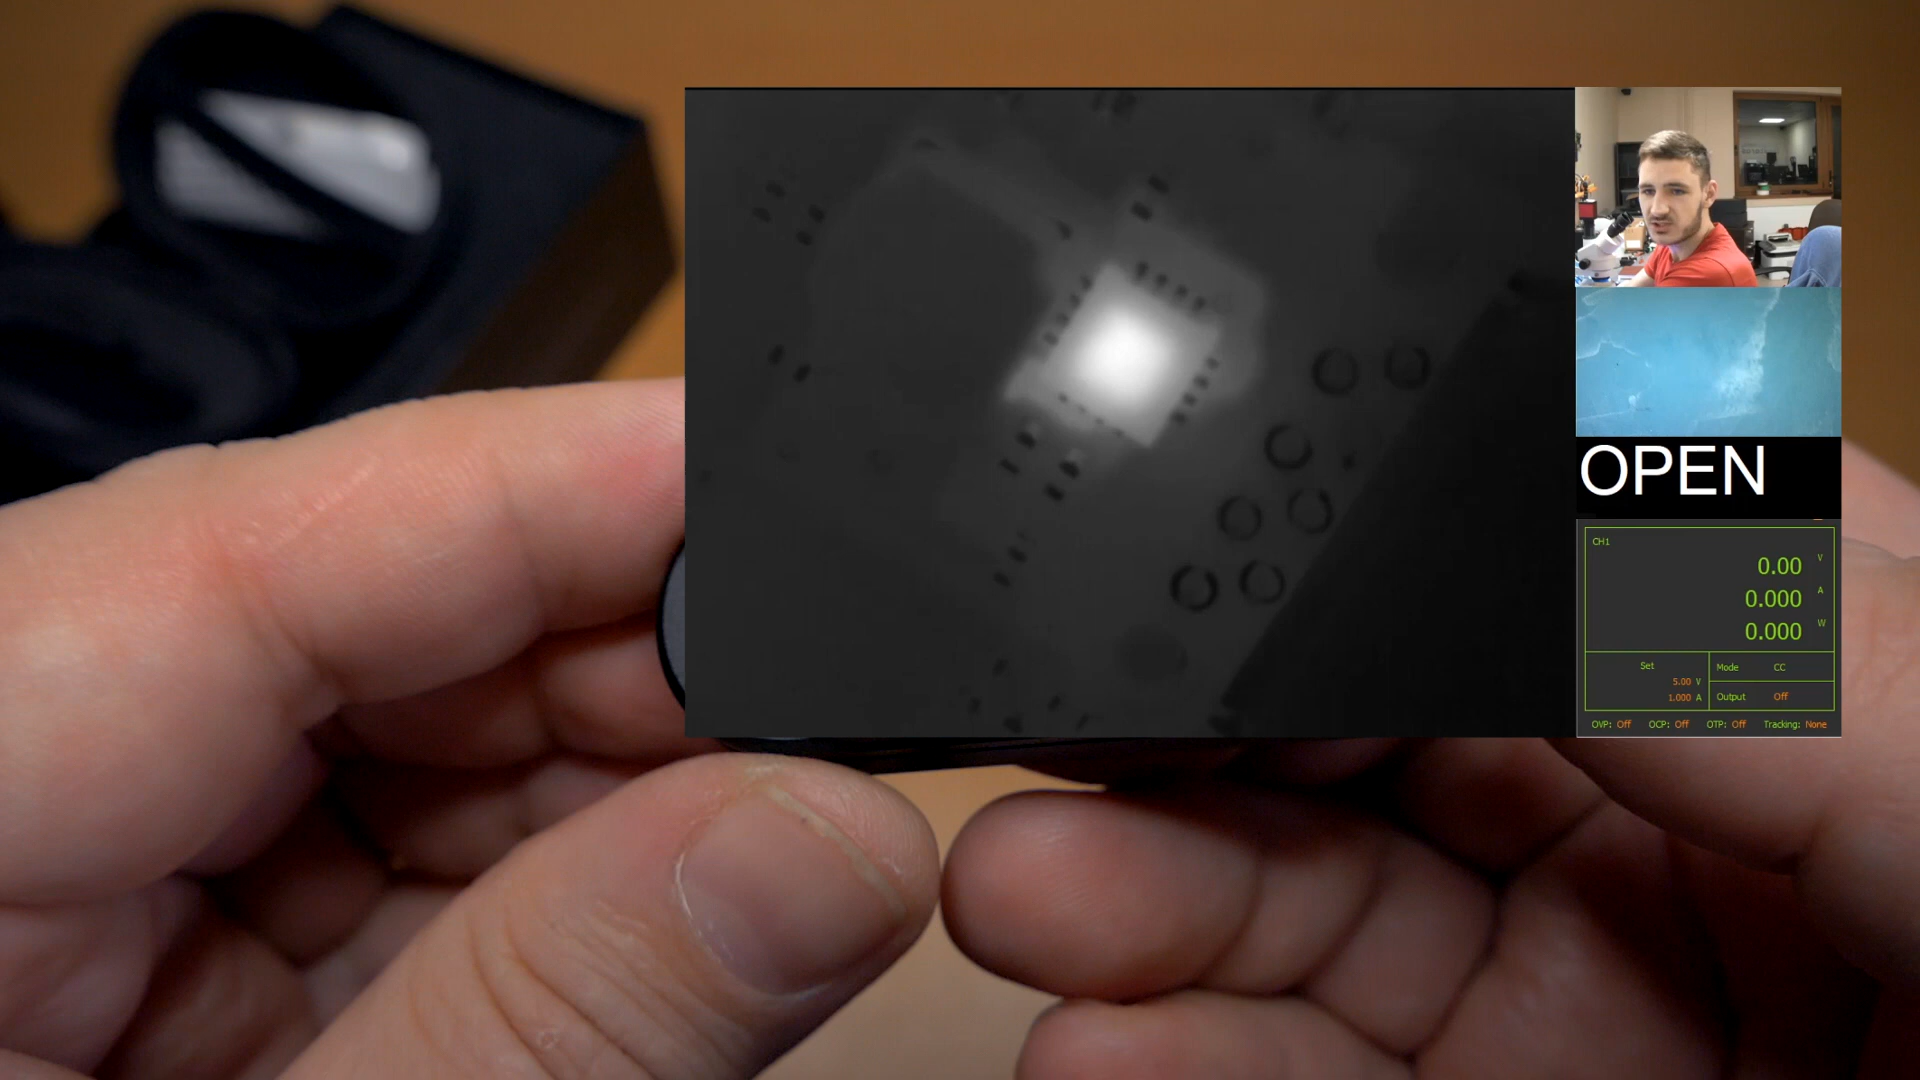 OPEN
CH1
0.00 V
0.000 A
0.000 W
Set
5.00 V
1.000 A
Mode CC
Output Off
OVP: Off OCP: Off OTP: Off Tracking: None